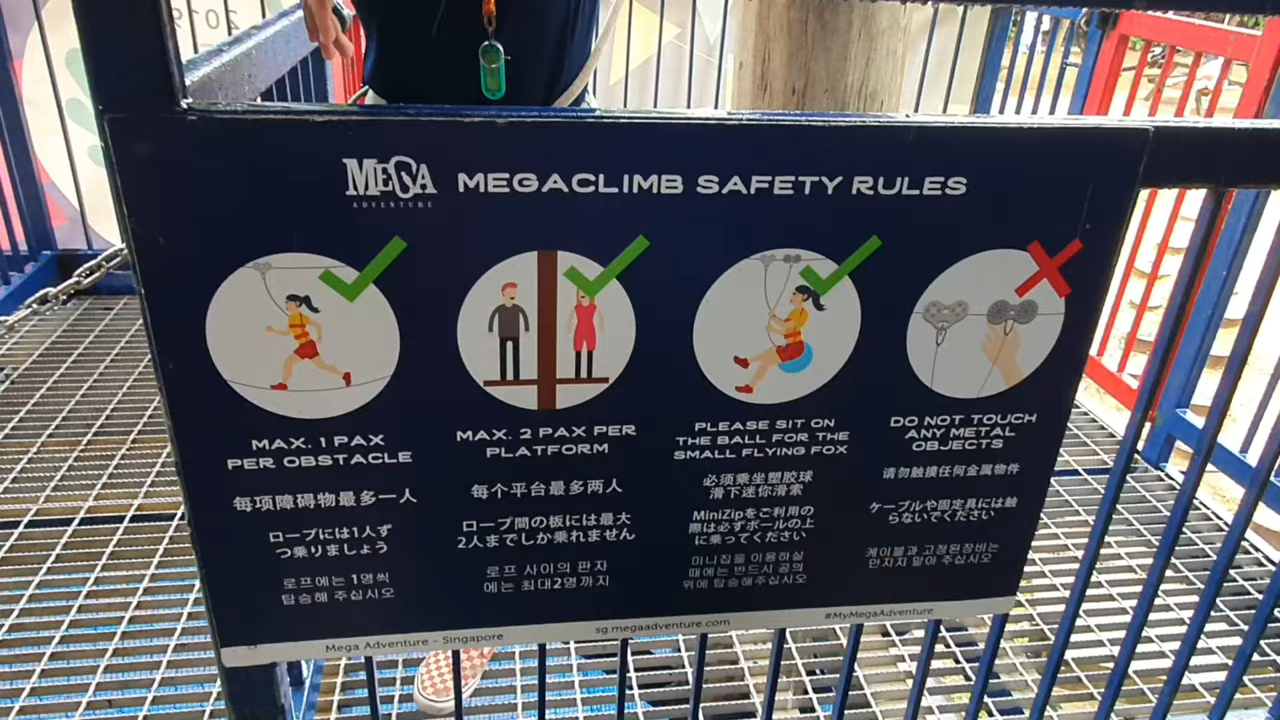 MEGA
ADVENTURE
MEGACLIMB SAFETY RULES
MAX. 1 PAX
PER OBSTACLE
每项障碍物最多一人
ロープには1人ず
つ乗りましょう
로프에는 1명씩
탑승해 주십시오
MAX. 2 PAX PER
PLATFORM
每个平台最多两人
ロープ間の板には最大
2人までしか乗れません
로프 사이의 판자
에는 최대2명까지
PLEASE SIT ON
THE BALL FOR THE
SMALL FLYING FOX
必须乘坐塑胶球
滑下迷你滑索
MiniZipをご利用の
際は必ずボールの上
に乗ってください
미니집을 이용하실
때에는 반드시 공의
위에 탑승해주십시오
DO NOT TOUCH
ANY METAL
OBJECTS
请勿触摸任何金属物件
ケーブルや固定具には触
らないでください
케이블과 고정된장비는
만지지 말아 주십시오
Mega Adventure - Singapore
sg.megaadventure.com
#MyMegaAdventure
2019